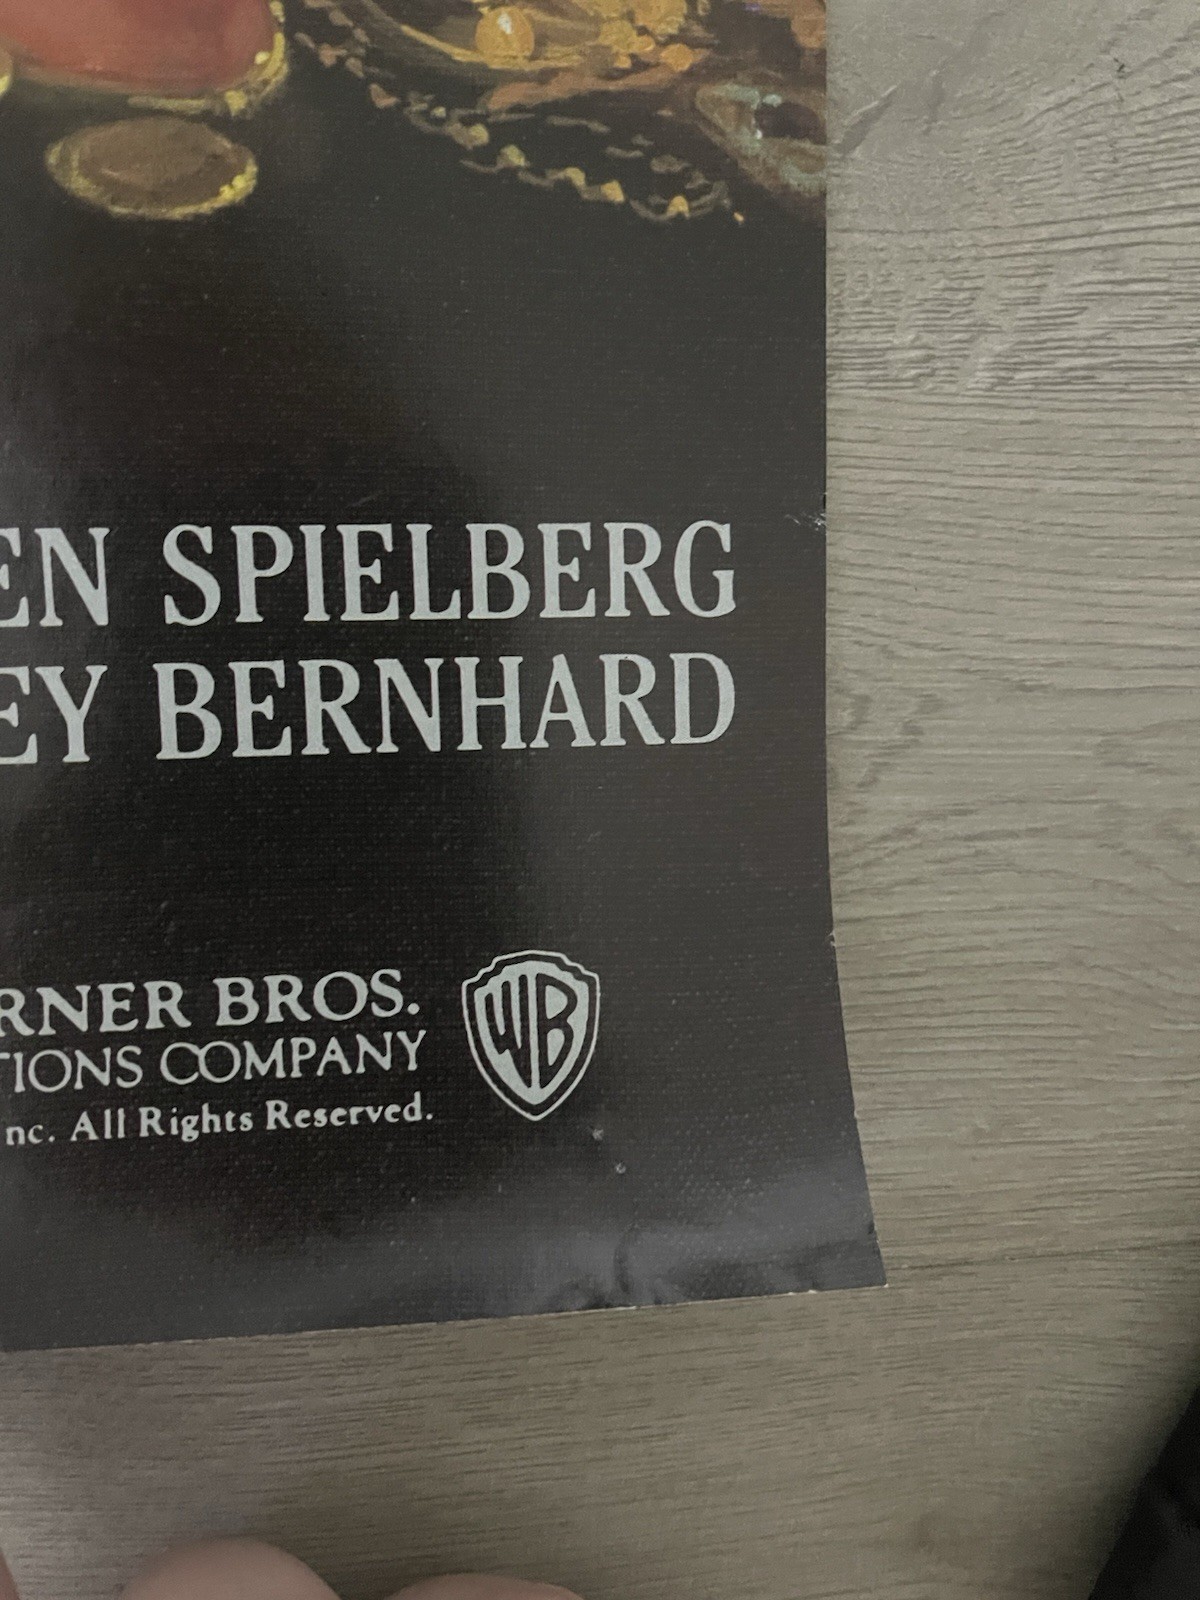 EN SPIELBERG
EY BERNHARD
RNER BROS.
TIONS COMPANY
nc. All Rights Reserved.
WB